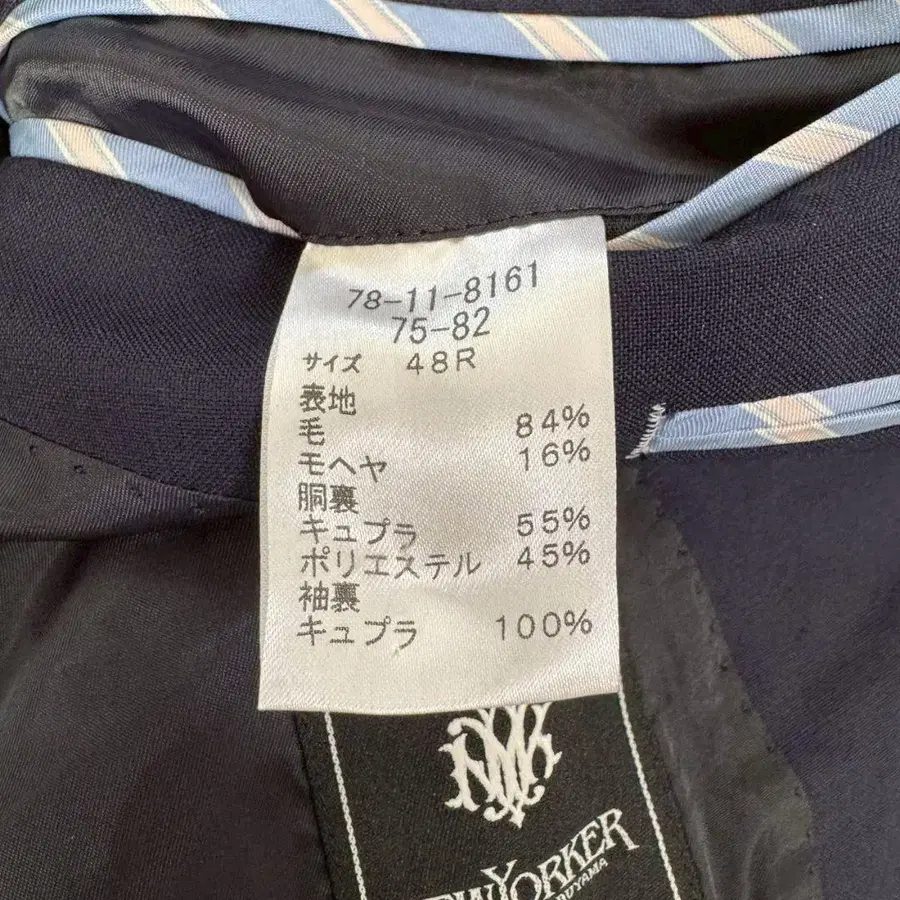 78-11-8161
75-82
サイズ 48R
表地
毛 84%
モヘヤ 16%
胴裏
キュプラ 55%
ポリエステル 45%
袖裏
キュプラ 100%
YORKER